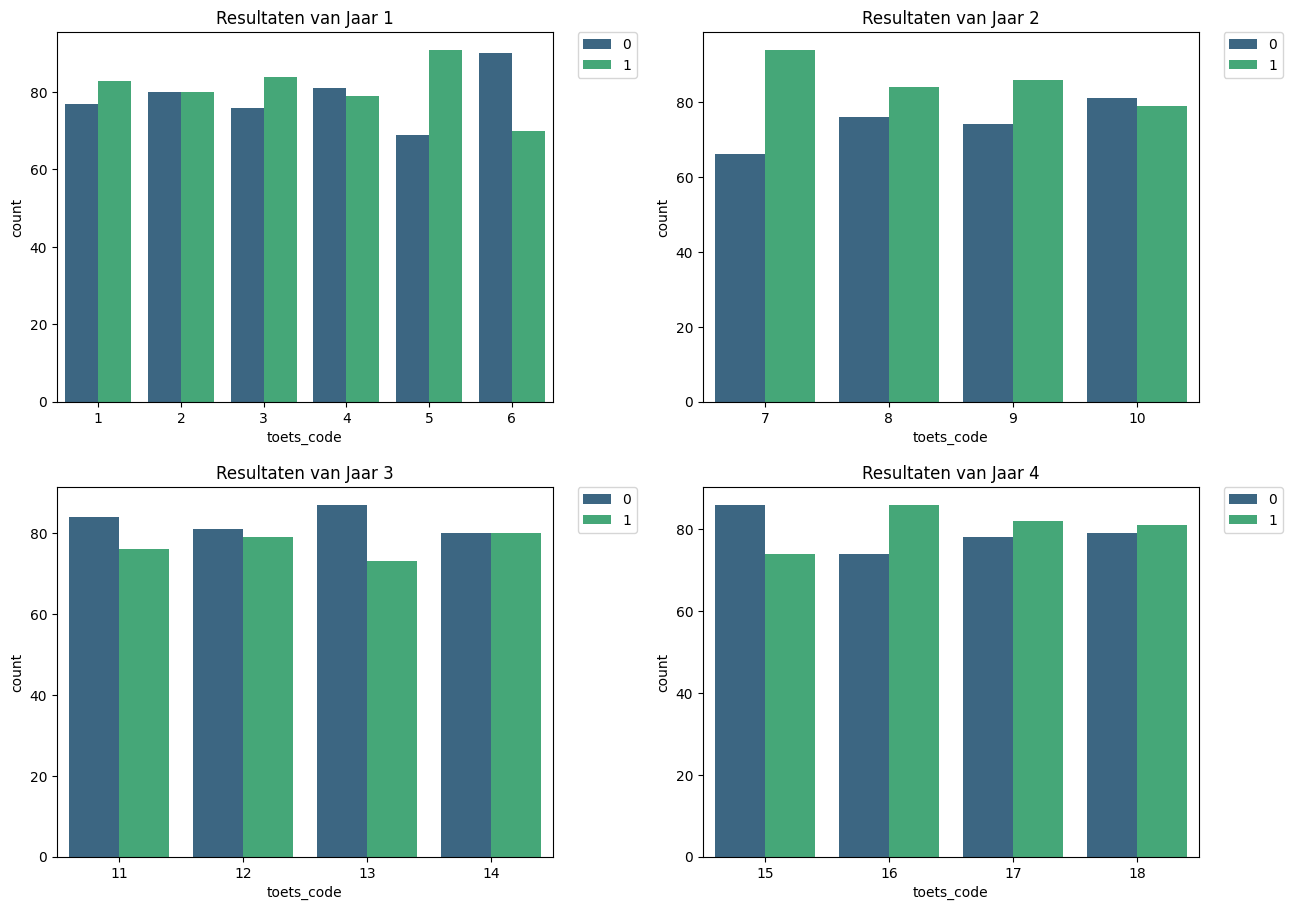 Resultaten van Jaar 1
0
1
count
80
60
40
20
0
1 2 3 4 5 6
toets_code
Resultaten van Jaar 2
0
1
count
80
60
40
20
0
7 8 9 10
toets_code
Resultaten van Jaar 3
0
1
count
80
60
40
20
0
11 12 13 14
toets_code
Resultaten van Jaar 4
0
1
count
80
60
40
20
0
15 16 17 18
toets_code